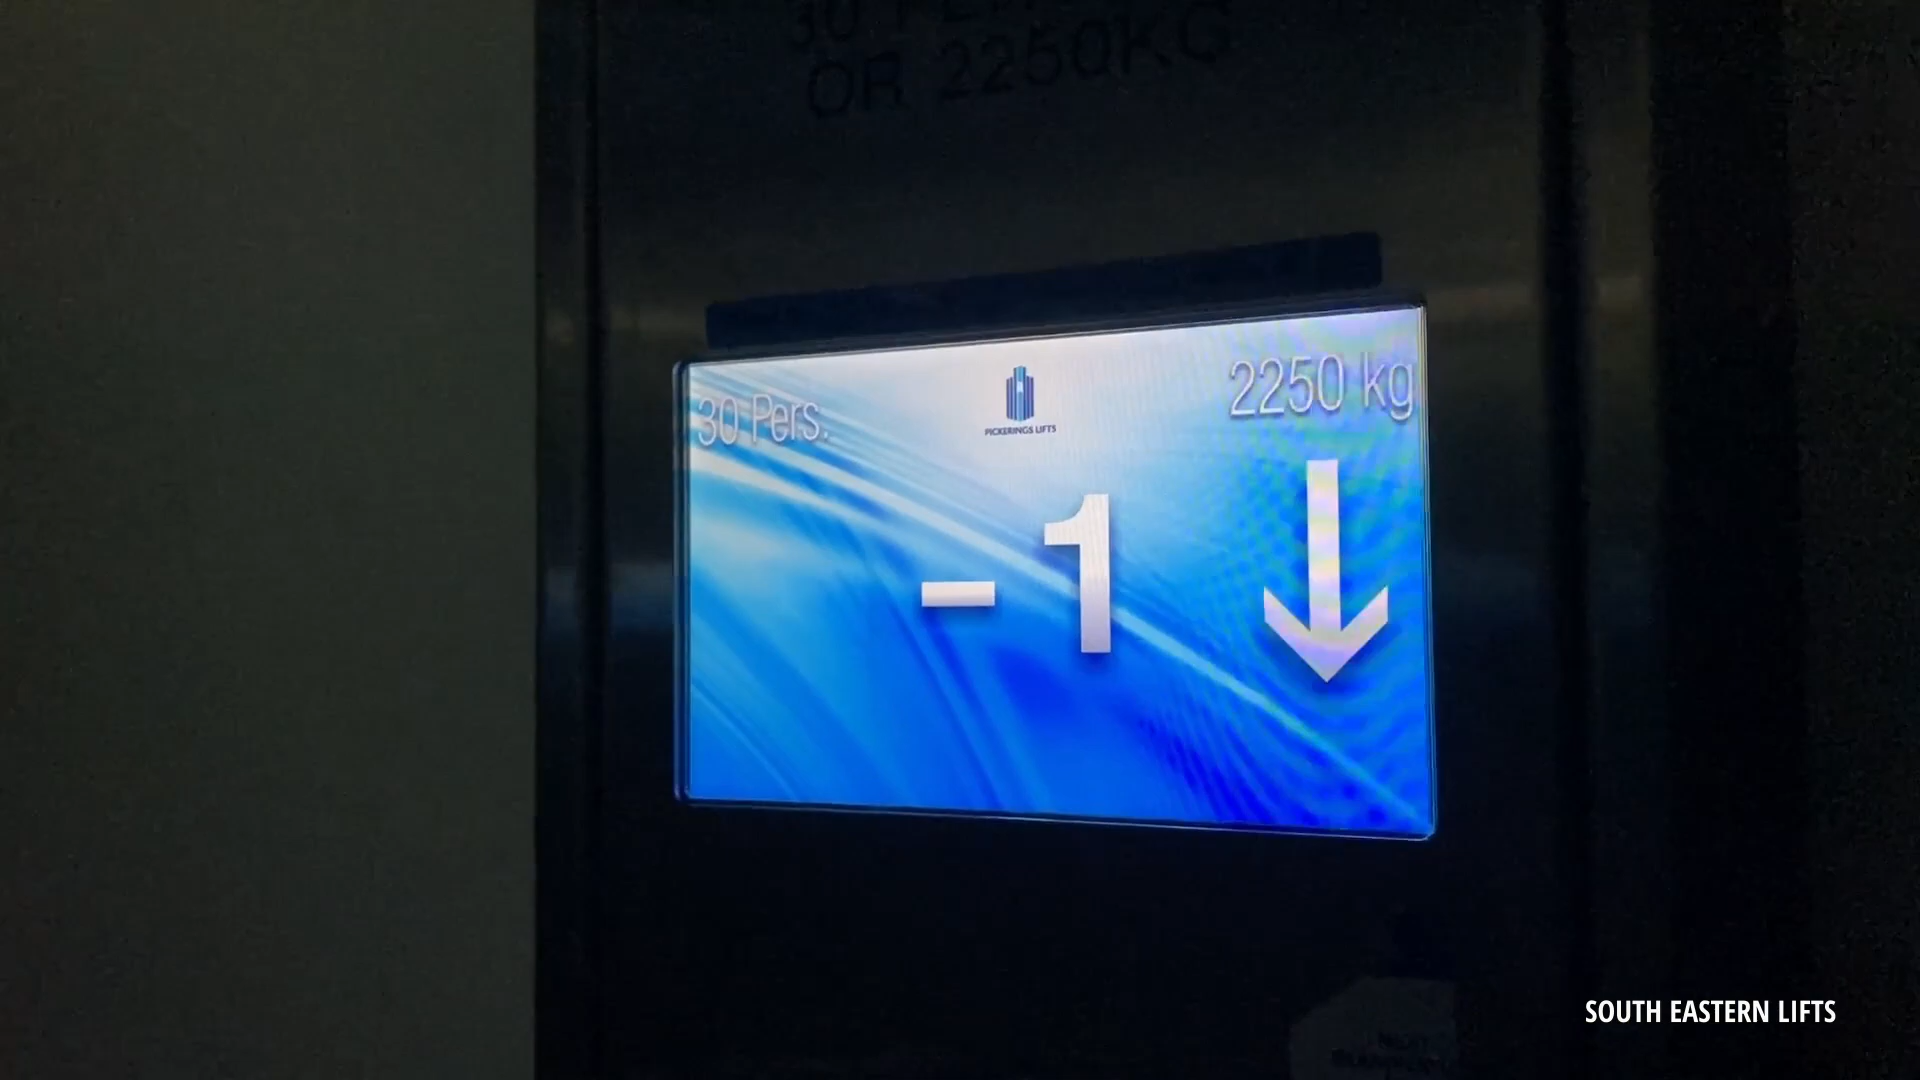 OR 2250KG
30 Pers.
PICKERINGS LIFTS
2250 kg
-1
SOUTH EASTERN LIFTS